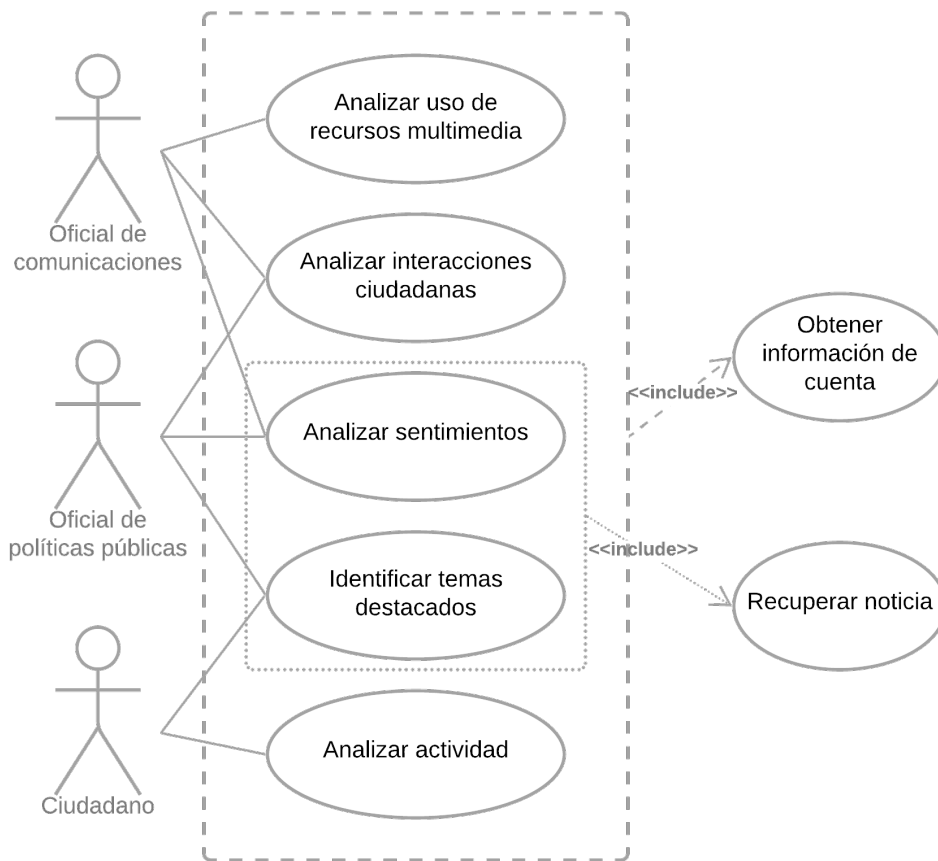 Oficial de
comunicaciones
Oficial de
políticas públicas
Ciudadano
Analizar uso de
recursos multimedia
Analizar interacciones
ciudadanas
Analizar sentimientos
Identificar temas
destacados
Analizar actividad
<<include>>
<<include>>
Obtener
información de
cuenta
Recuperar noticia